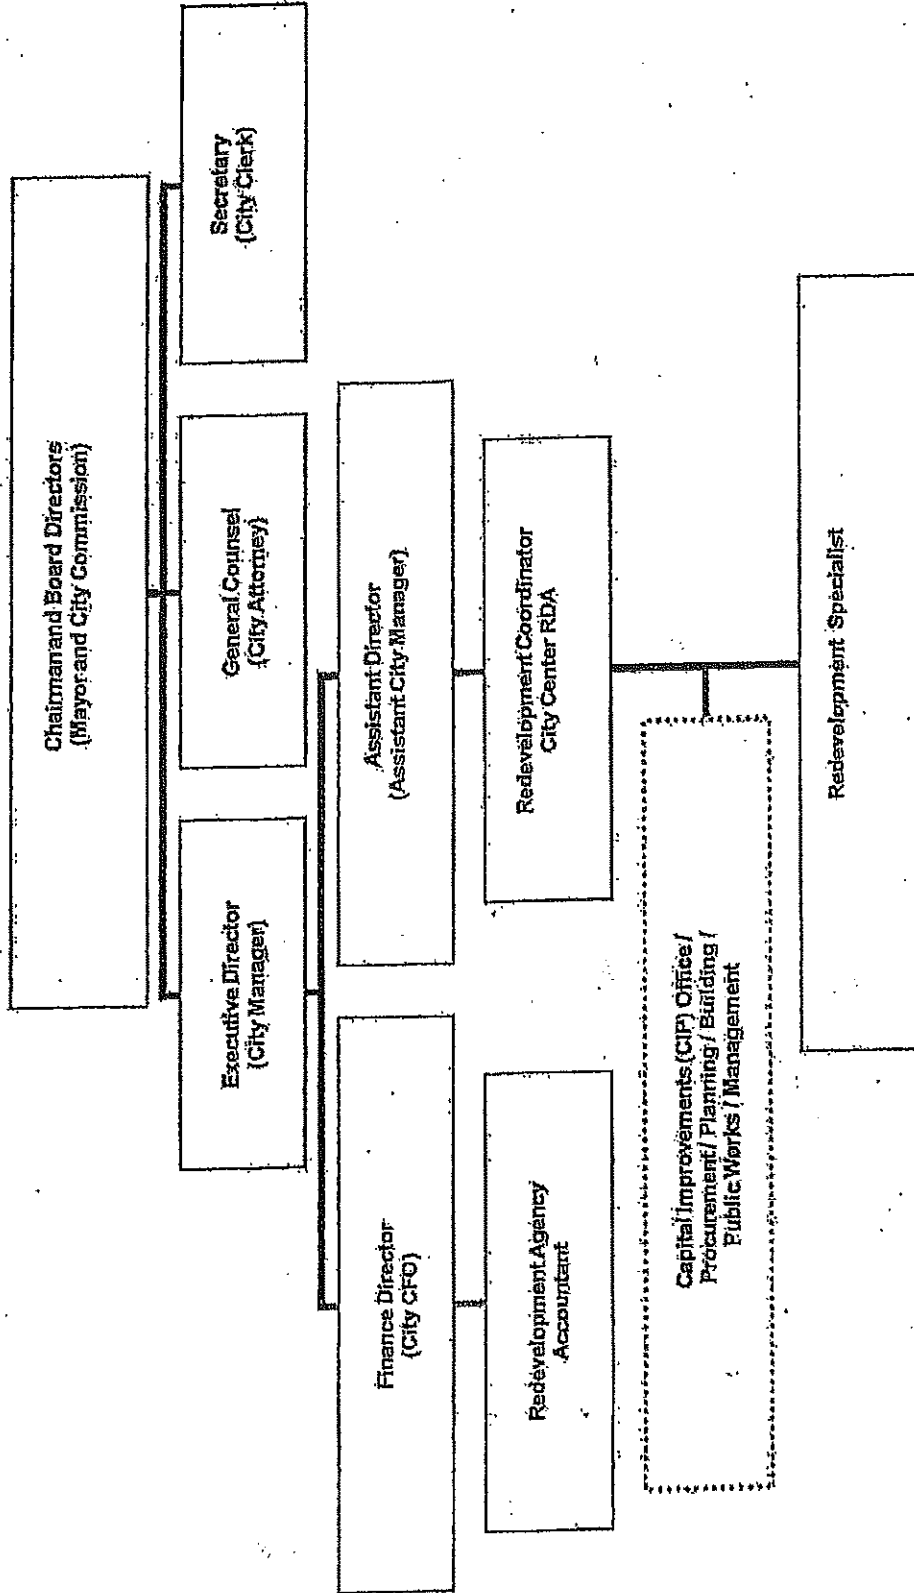 Chairman and Board Directors
(Mayor and City Commission)
Executive Director
(City Manager)
General Counsel
(City Attorney)
Secretary
(City Clerk)
Finance Director
(City CFO)
Assistant Director
(Assistant City Manager)
Redevelopment Agency
Accountant
Redevelopment Coordinator
City Center RDA
Capital Improvements (CIP) Office /
Procurement / Planning / Building /
Public Works / Management
Redevelopment Specialist